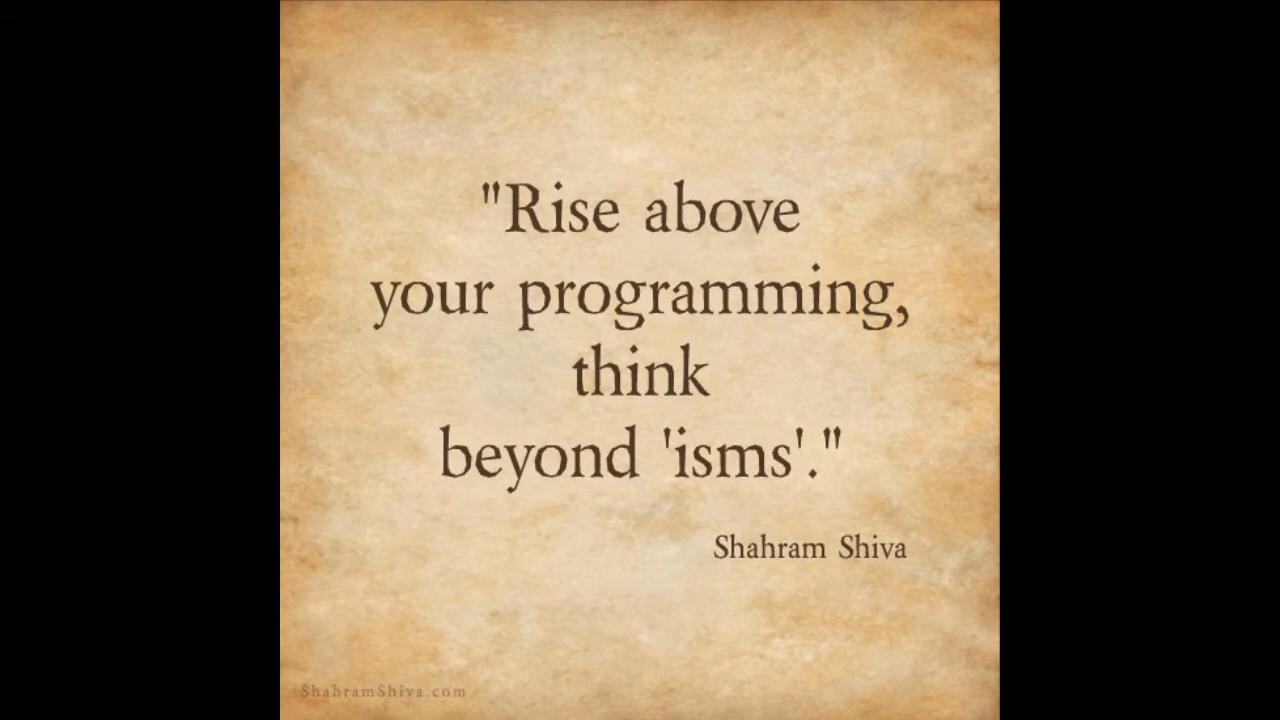 "Rise above
your programming,
think
beyond 'isms'."
Shahram Shiva
ShahramShiva.com